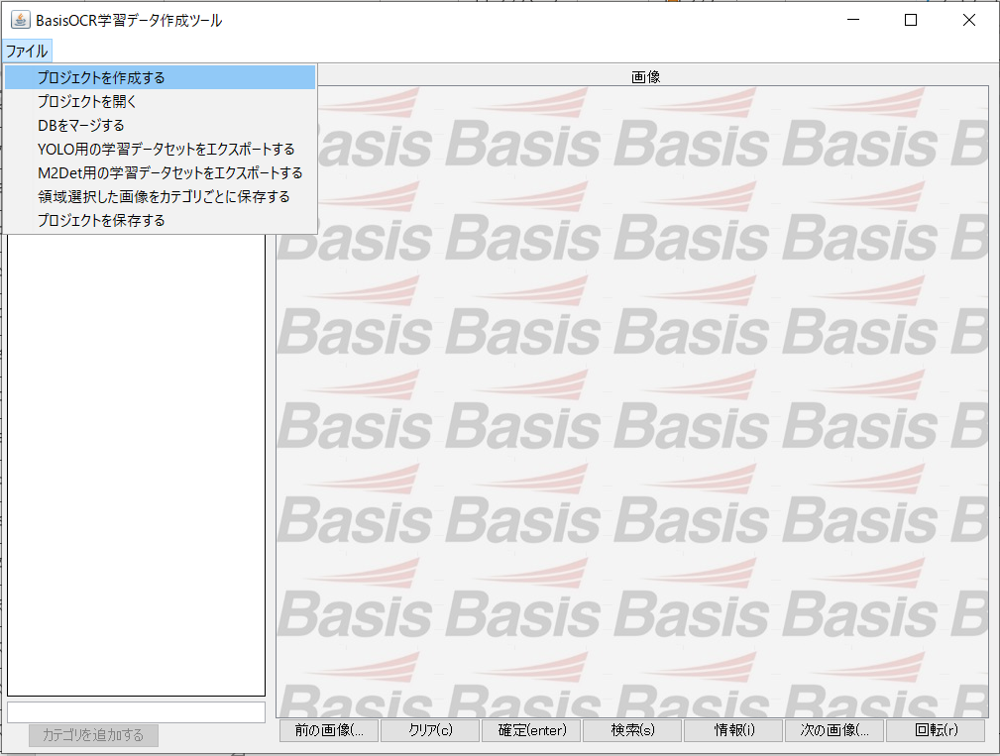 BasisOCR学習データ作成ツール
ファイル
プロジェクトを作成する
プロジェクトを開く
DBをマージする
YOLO用の学習データセットをエクスポートする
M2Det用の学習データセットをエクスポートする
領域選択した画像をカテゴリごとに保存する
プロジェクトを保存する
画像
asis Basis Basis Basis B
asis Basis Basis Basis B
Basis Basis Basis Basis B
Basis Basis Basis Basis B
Basis Basis Basis Basis B
Basis Basis Basis Basis B
Basis Basis Basis Basis B
カテゴリを追加する
前の画像(... クリア(c) 確定(enter) 検索(s) 情報(i) 次の画像(... 回転(r)